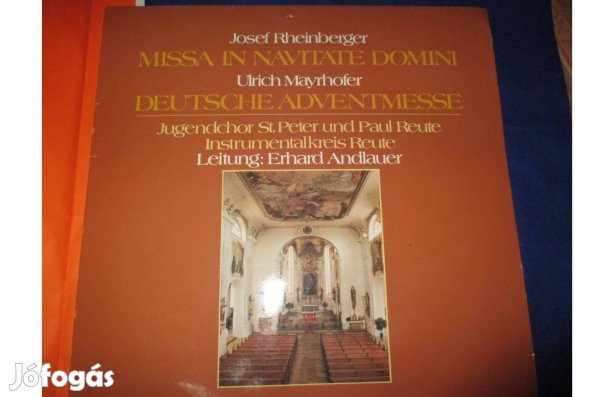 Josef Rheinberger
MISSA IN NAVITATE DOMINI
Ulrich Mayrhofer
DEUTSCHE ADVENTMESSE
Jugendchor St. Peter und Paul Reute
Instrumentalkreis Reute
Leitung: Erhard Andlauer
Jófogás